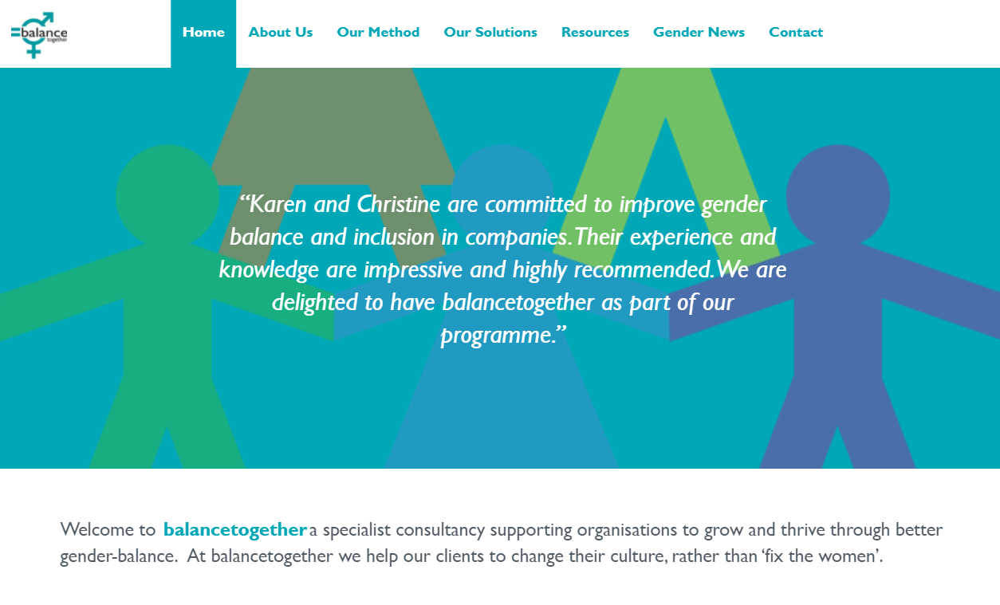 =balance
together
Home About Us Our Method Our Solutions Resources Gender News Contact
“Karen and Christine are committed to improve gender
balance and inclusion in companies. Their experience and
knowledge are impressive and highly recommended. We are
delighted to have balancetogether as part of our
programme.”
Welcome to balancetogether a specialist consultancy supporting organisations to grow and thrive through better
gender-balance. At balancetogether we help our clients to change their culture, rather than ‘fix the women’.